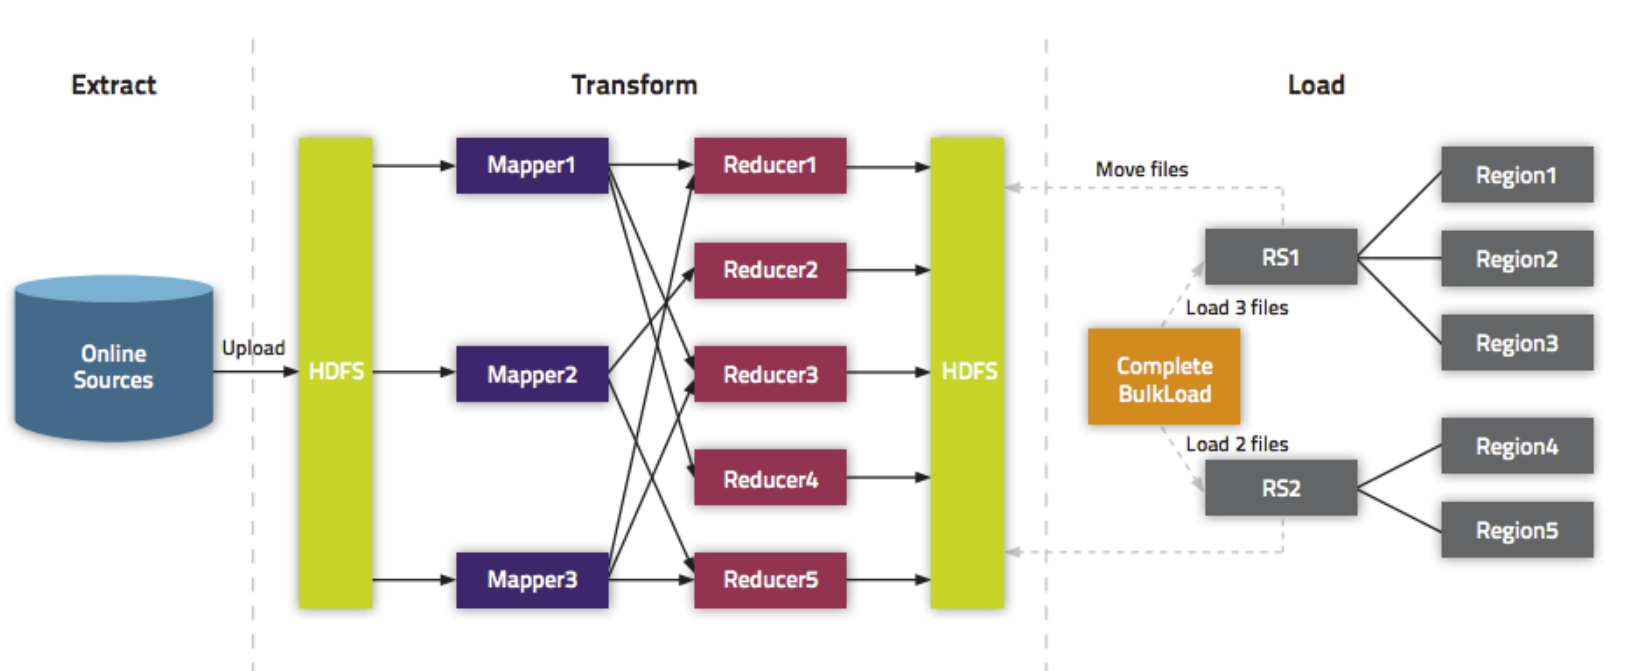 Extract
Transform
Load
Online
Sources
Upload
HDFS
Mapper1
Mapper2
Mapper3
Reducer1
Reducer2
Reducer3
Reducer4
Reducer5
HDFS
Move files
RS1
Load 3 files
Complete
BulkLoad
Load 2 files
RS2
Region1
Region2
Region3
Region4
Region5